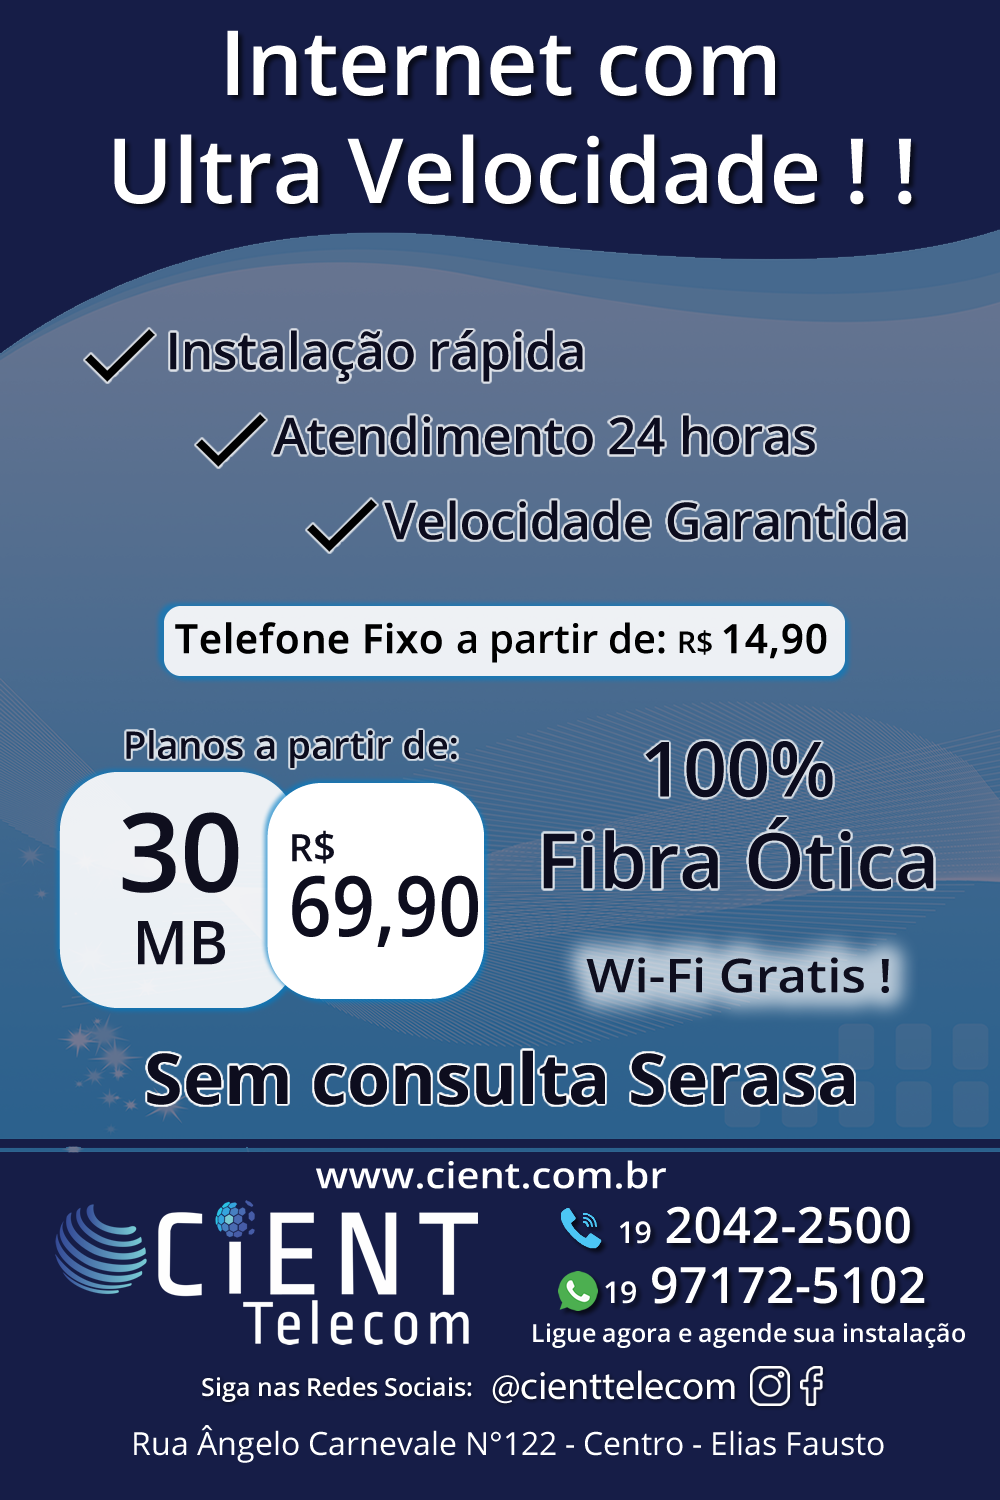 Internet com
Ultra Velocidade ! !
Instalação rápida
Atendimento 24 horas
Velocidade Garantida
Telefone Fixo a partir de: R$ 14,90
Planos a partir de:
30
MB
R$
69,90
100%
Fibra Ótica
Wi-Fi Gratis !
Sem consulta Serasa
www.cient.com.br
CiENT
Telecom
19 2042-2500
19 97172-5102
Ligue agora e agende sua instalação
Siga nas Redes Sociais: @cienttelecom
Rua Ângelo Carnevale N°122 - Centro - Elias Fausto